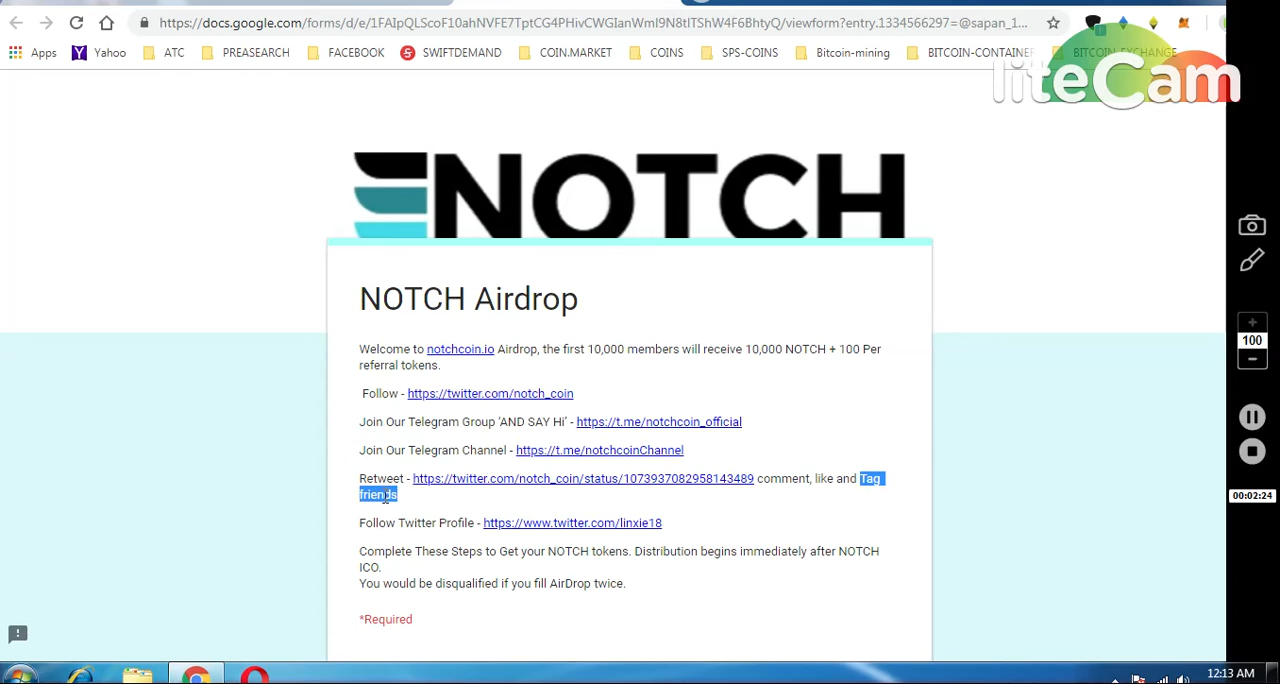 https://docs.google.com/forms/d/e/1FAIpQLScoF10ahNVFE7TptCG4PHivCWGIanWmI9N8tITShW4F6BhtyQ/viewform?entry.1334566297=@sapan_1...
Apps Yahoo ATC PREASEARCH FACEBOOK SWIFTDEMAND COIN.MARKET COINS SPS-COINS Bitcoin-mining BITCOIN-CONTAINER BITCOIN-EXCHANGE
liteCam
NOTCH
NOTCH Airdrop
Welcome to notchcoin.io Airdrop, the first 10,000 members will receive 10,000 NOTCH + 100 Per
referral tokens.
Follow - https://twitter.com/notch_coin
Join Our Telegram Group ‘AND SAY Hi’ - https://t.me/notchcoin_official
Join Our Telegram Channel - https://t.me/notchcoinChannel
Retweet - https://twitter.com/notch_coin/status/1073937082958143489 comment, like and Tag
friends
Follow Twitter Profile - https://www.twitter.com/linxie18
Complete These Steps to Get your NOTCH tokens. Distribution begins immediately after NOTCH
ICO.
You would be disqualified if you fill AirDrop twice.
*Required
100
00:02:24
12:13 AM